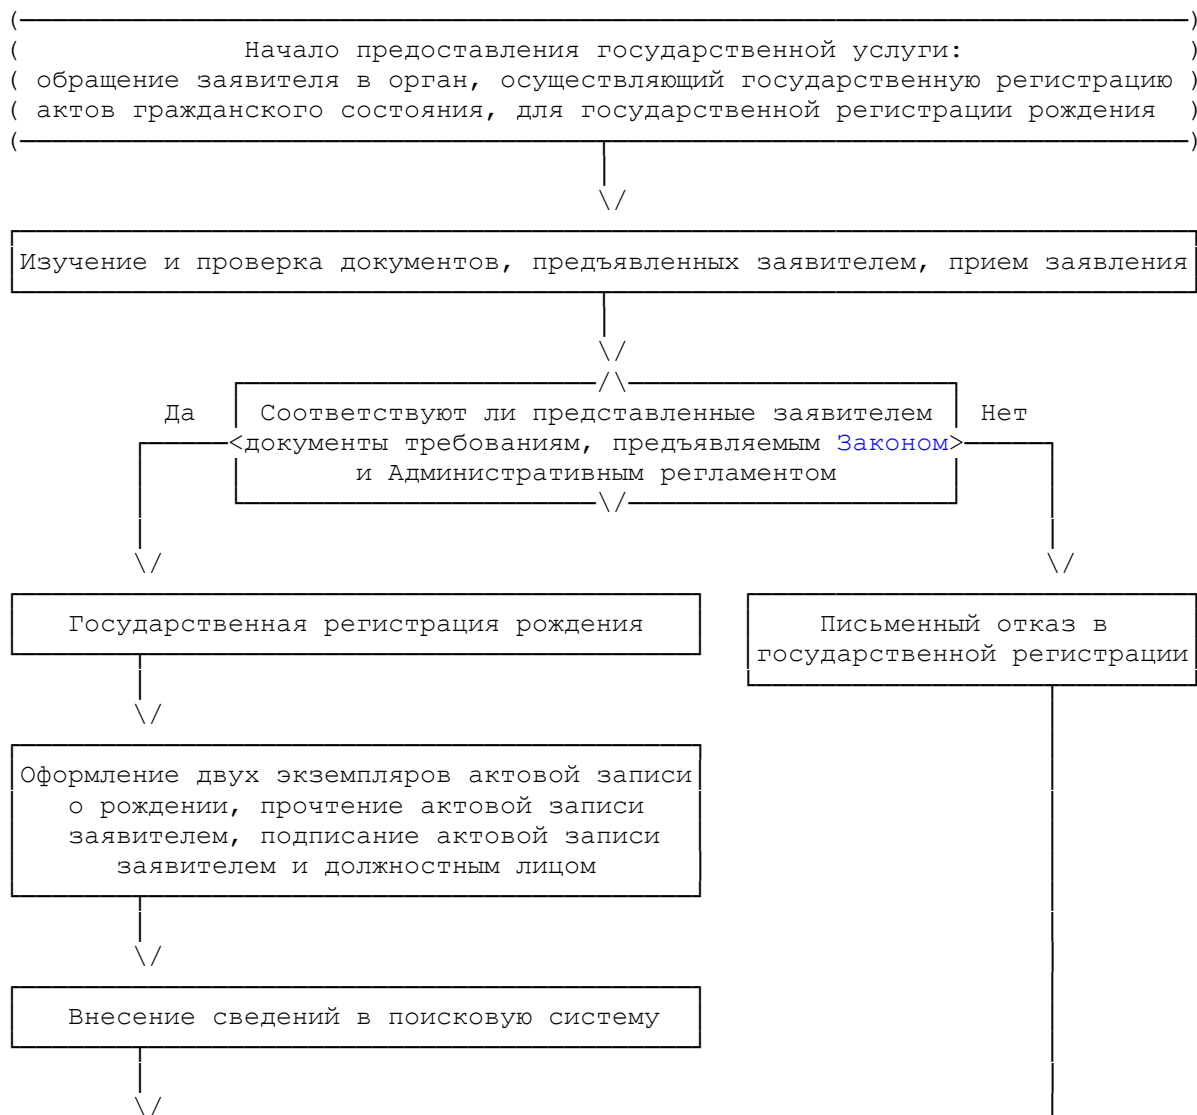 Начало предоставления государственной услуги:
обращение заявителя в орган, осуществляющий государственную регистрацию
актов гражданского состояния, для государственной регистрации рождения
Изучение и проверка документов, предъявленных заявителем, прием заявления
Да
Соответствуют ли представленные заявителем
Нет
документы требованиям, предъявляемым Законом
и Административным регламентом
Государственная регистрация рождения
Письменный отказ в
государственной регистрации
Оформление двух экземпляров актовой записи
о рождении, прочтение актовой записи
заявителем, подписание актовой записи
заявителем и должностным лицом
Внесение сведений в поисковую систему